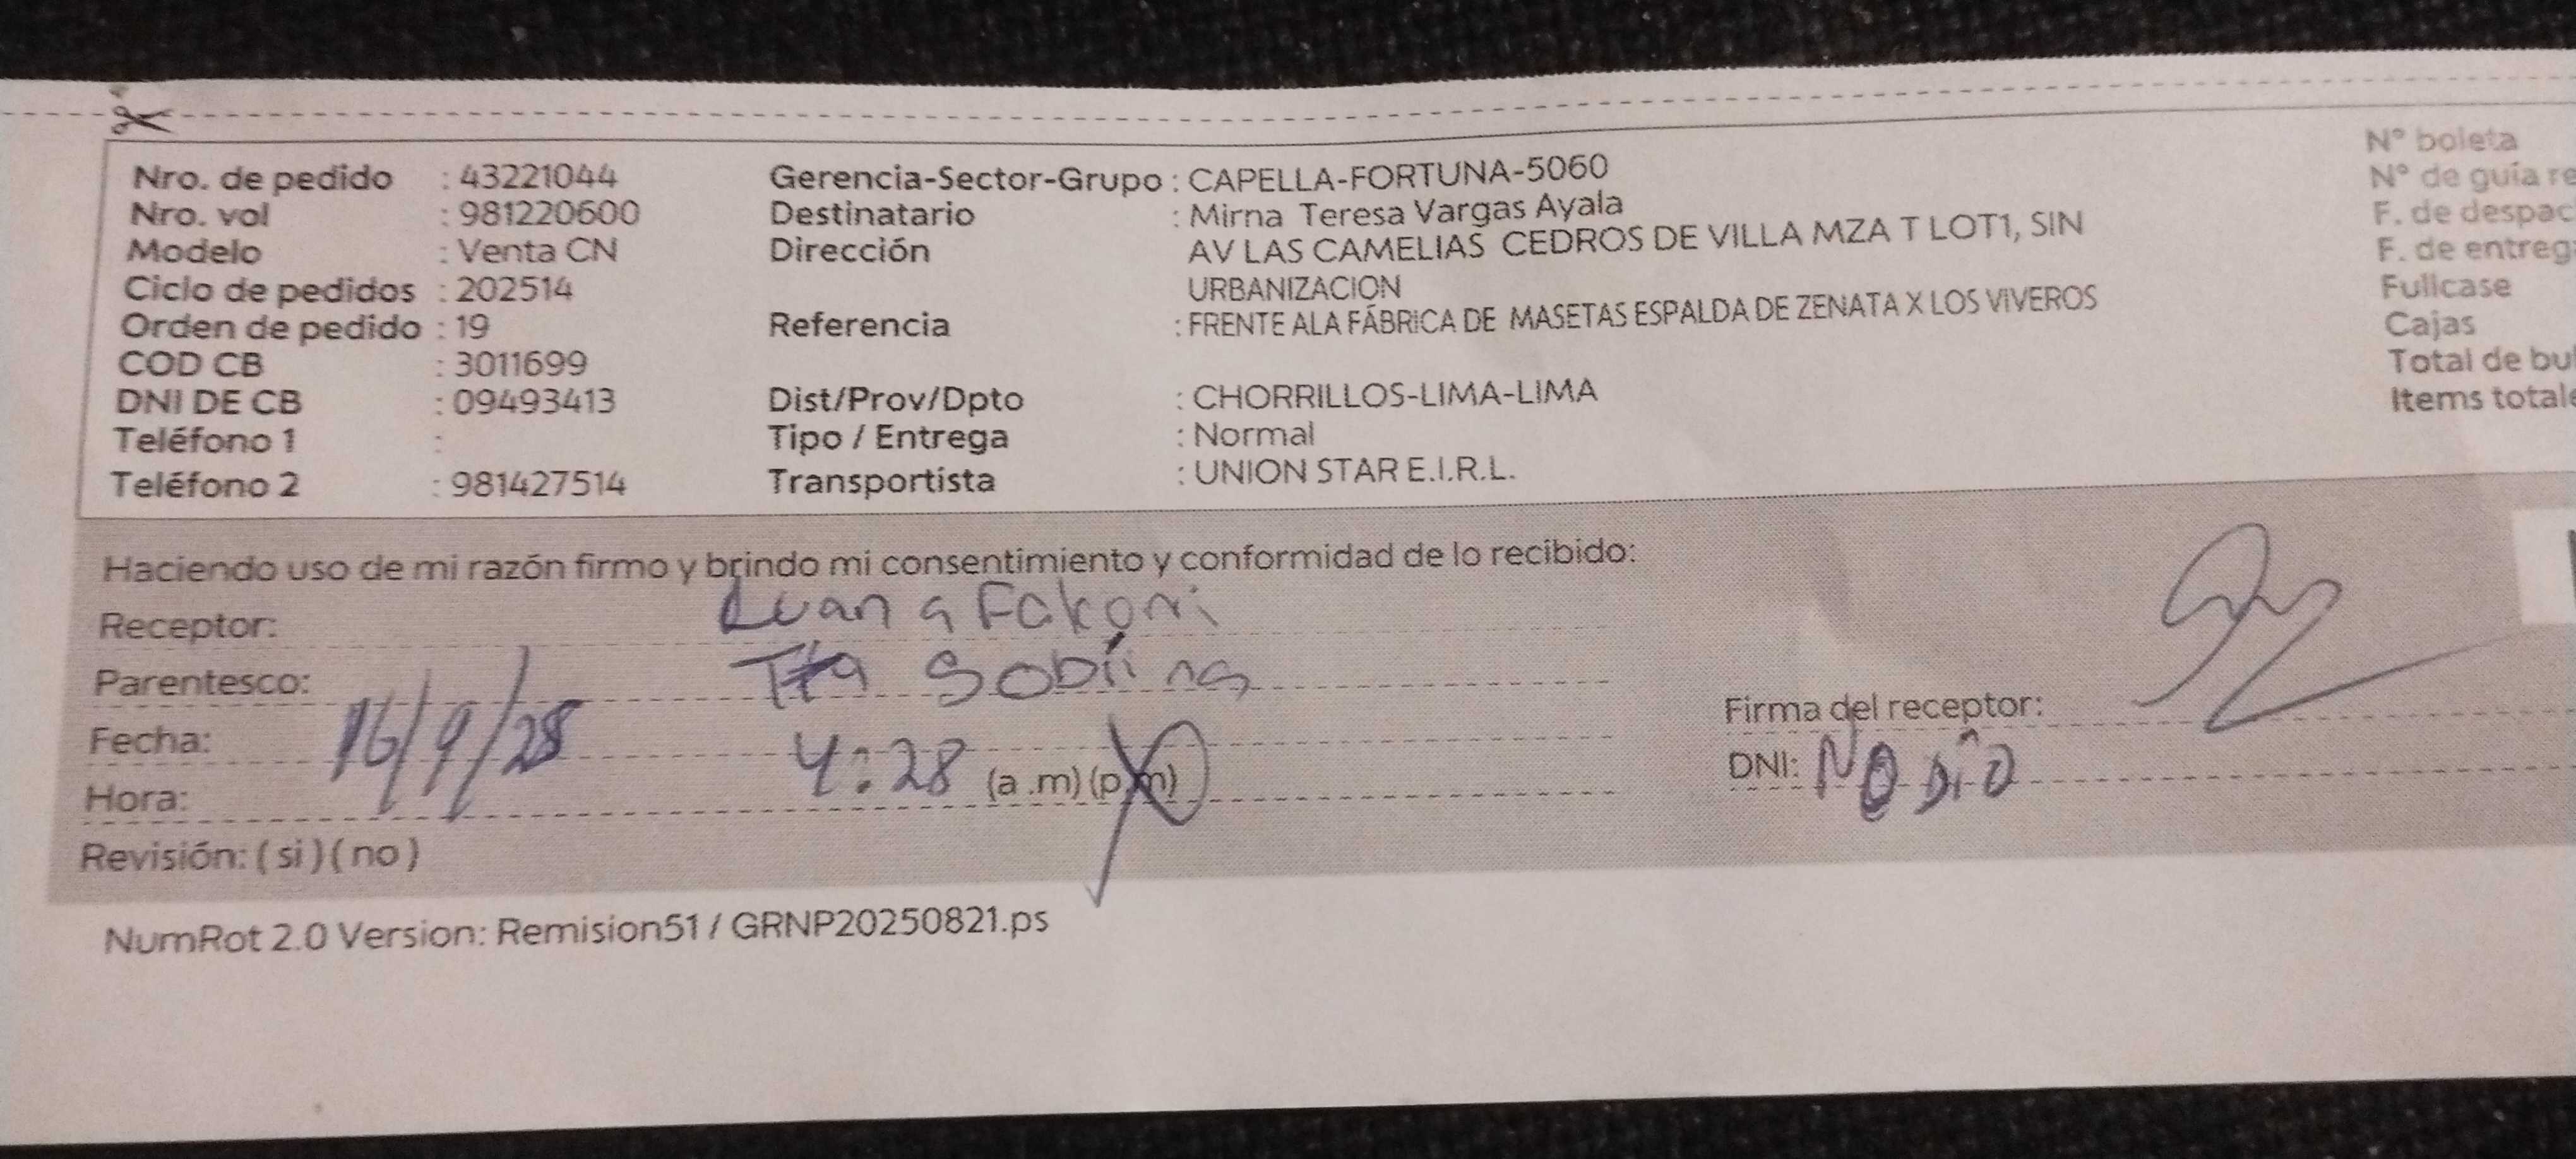 Nro. de pedido : 43221044
Nro. vol : 981220600
Modelo : Venta CN
Ciclo de pedidos : 202514
Orden de pedido : 19
COD CB : 3011699
DNI DE CB : 09493413
Teléfono 1 :
Teléfono 2 : 981427514
Gerencia-Sector-Grupo : CAPELLA-FORTUNA-5060
Destinatario : Mirna Teresa Vargas Ayala
Dirección AV LAS CAMELIAS CEDROS DE VILLA MZA T LOT1, SIN
URBANIZACION
Referencia : FRENTE ALA FÁBRICA DE MASETAS ESPALDA DE ZENATA X LOS VIVEROS
Dist/Prov/Dpto : CHORRILLOS-LIMA-LIMA
Tipo / Entrega : Normal
Transportista : UNION STAR E.I.R.L.
N° boleta
N° de guía re
F. de despac
F. de entreg
Fullcase
Cajas
Total de bul
Items total
Haciendo uso de mi razón firmo y brindo mi consentimiento y conformidad de lo recibido:
Receptor:
Parentesco:
Fecha: 16/9/
Hora: 4:28 (a .m) (p.m)
Revisión: ( si ) ( no )
Firma del receptor:
DNI: NO DIO
NumRot 2.0 Version: Remision51 / GRNP20250821.ps